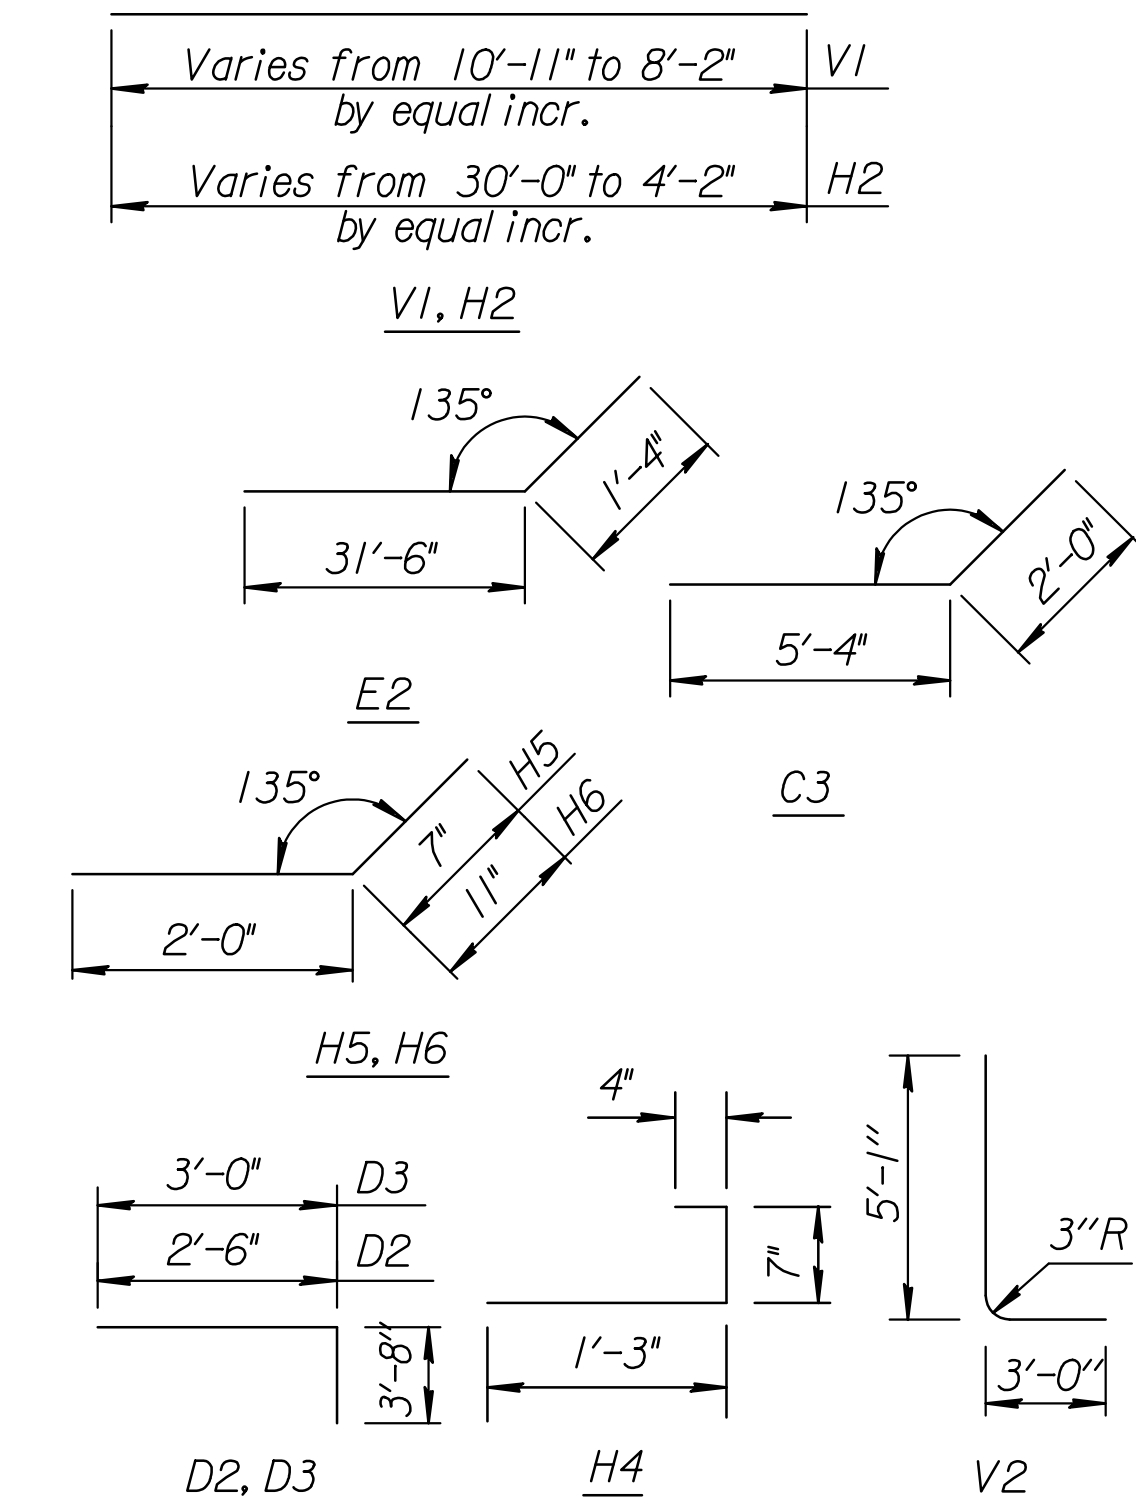 Varies from 10'-11" to 8'-2"
V1
by equal incr.
Varies from 30'-0" to 4'-2"
H2
by equal incr.
V1, H2
135°
1'-4"
31'-6"
E2
135°
2'-0"
5'-4"
C3
135°
H5
H6
7"
11"
2'-0"
H5, H6
4"
7"
1'-3"
H4
3'-0"
D3
2'-6"
D2
3'-8"
D2, D3
5'-1"
3"R
3'-0"
V2